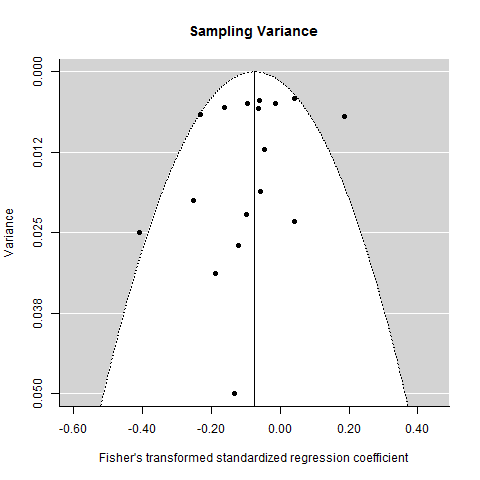 Sampling Variance
Variance
0.000
0.012
0.025
0.038
0.050
-0.60 -0.40 -0.20 0.00 0.20 0.40
Fisher's transformed standardized regression coefficient